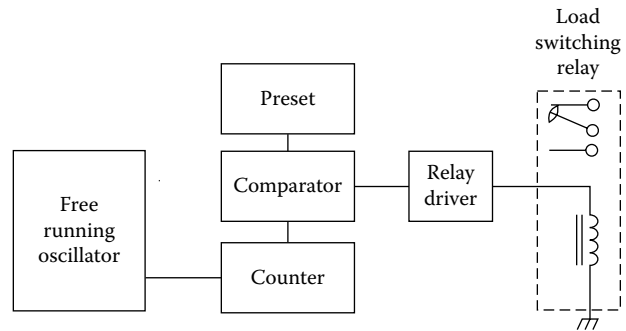 Load
switching
relay
Preset
Comparator
Relay
driver
Free
running
oscillator
Counter